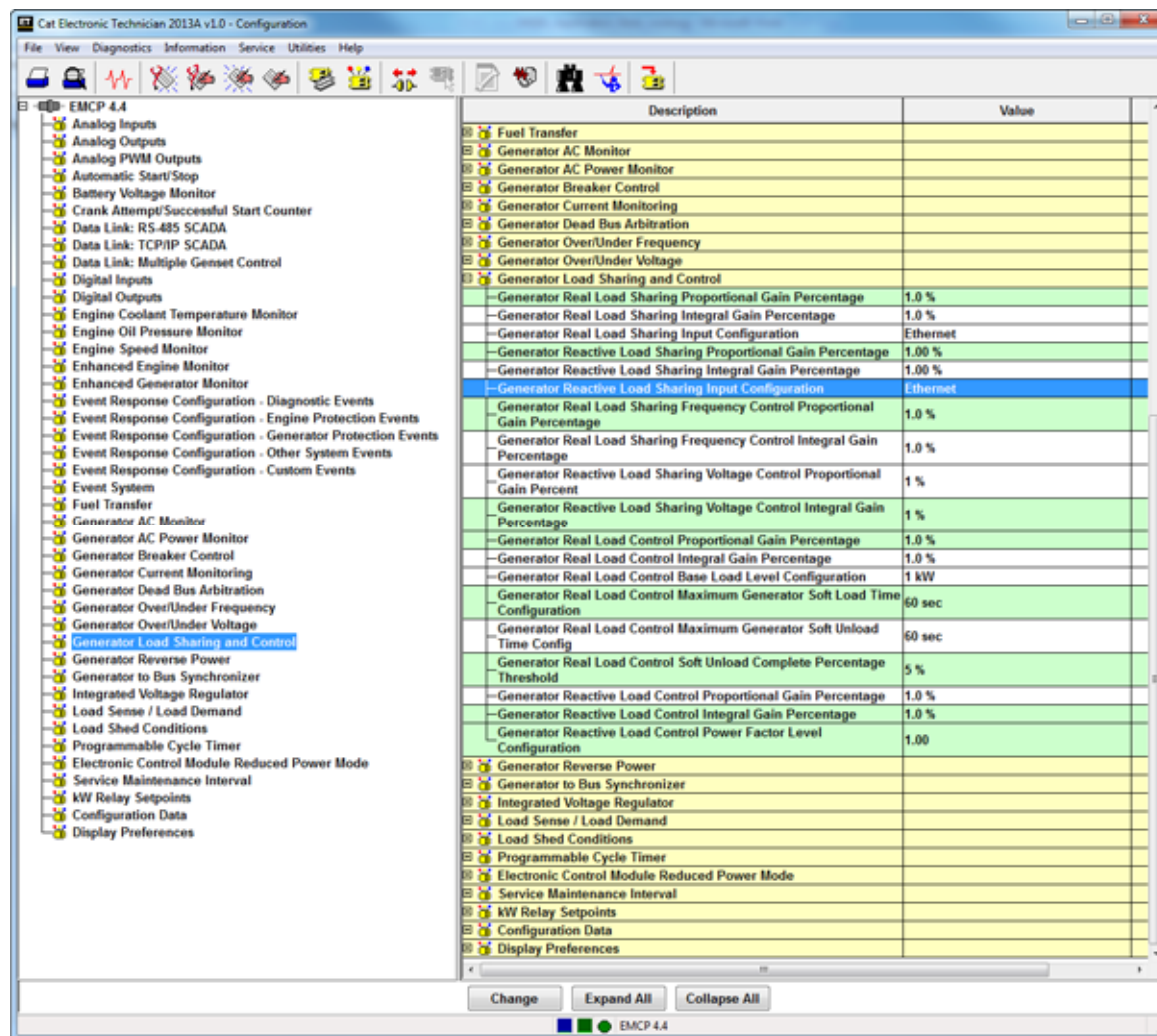 Cat Electronic Technician 2013A v1.0 - Configuration
File View Diagnostics Information Service Utilities Help
EMCP 4.4
Analog Inputs
Analog Outputs
Analog PWM Outputs
Automatic Start/Stop
Battery Voltage Monitor
Crank Attempt/Successful Start Counter
Data Link: RS-485 SCADA
Data Link: TCP/IP SCADA
Data Link: Multiple Genset Control
Digital Inputs
Digital Outputs
Engine Coolant Temperature Monitor
Engine Oil Pressure Monitor
Engine Speed Monitor
Enhanced Engine Monitor
Enhanced Generator Monitor
Event Response Configuration - Diagnostic Events
Event Response Configuration - Engine Protection Events
Event Response Configuration - Generator Protection Events
Event Response Configuration - Other System Events
Event Response Configuration - Custom Events
Event System
Fuel Transfer
Generator AC Monitor
Generator AC Power Monitor
Generator Breaker Control
Generator Current Monitoring
Generator Dead Bus Arbitration
Generator Over/Under Frequency
Generator Over/Under Voltage
Generator Load Sharing and Control
Generator Reverse Power
Generator to Bus Synchronizer
Integrated Voltage Regulator
Load Sense / Load Demand
Load Shed Conditions
Programmable Cycle Timer
Electronic Control Module Reduced Power Mode
Service Maintenance Interval
kW Relay Setpoints
Configuration Data
Display Preferences
Description Value
Fuel Transfer
Generator AC Monitor
Generator AC Power Monitor
Generator Breaker Control
Generator Current Monitoring
Generator Dead Bus Arbitration
Generator Over/Under Frequency
Generator Over/Under Voltage
Generator Load Sharing and Control
Generator Real Load Sharing Proportional Gain Percentage 1.0 %
Generator Real Load Sharing Integral Gain Percentage 1.0 %
Generator Real Load Sharing Input Configuration Ethernet
Generator Reactive Load Sharing Proportional Gain Percentage 1.00 %
Generator Reactive Load Sharing Integral Gain Percentage 1.00 %
Generator Reactive Load Sharing Input Configuration Ethernet
Generator Real Load Sharing Frequency Control Proportional
Gain Percentage 1.0 %
Generator Real Load Sharing Frequency Control Integral Gain
Percentage 1.0 %
Generator Reactive Load Sharing Voltage Control Proportional
Gain Percent 1 %
Generator Reactive Load Sharing Voltage Control Integral Gain
Percentage 1 %
Generator Real Load Control Proportional Gain Percentage 1.0 %
Generator Real Load Control Integral Gain Percentage 1.0 %
Generator Real Load Control Base Load Level Configuration 1 kW
Generator Real Load Control Maximum Generator Soft Load Time
Configuration 60 sec
Generator Real Load Control Maximum Generator Soft Unload
Time Config 60 sec
Generator Real Load Control Soft Unload Complete Percentage
Threshold 5 %
Generator Reactive Load Control Proportional Gain Percentage 1.0 %
Generator Reactive Load Control Integral Gain Percentage 1.0 %
Generator Reactive Load Control Power Factor Level
Configuration 1.00
Generator Reverse Power
Generator to Bus Synchronizer
Integrated Voltage Regulator
Load Sense / Load Demand
Load Shed Conditions
Programmable Cycle Timer
Electronic Control Module Reduced Power Mode
Service Maintenance Interval
kW Relay Setpoints
Configuration Data
Display Preferences
Change Expand All Collapse All
EMCP 4.4